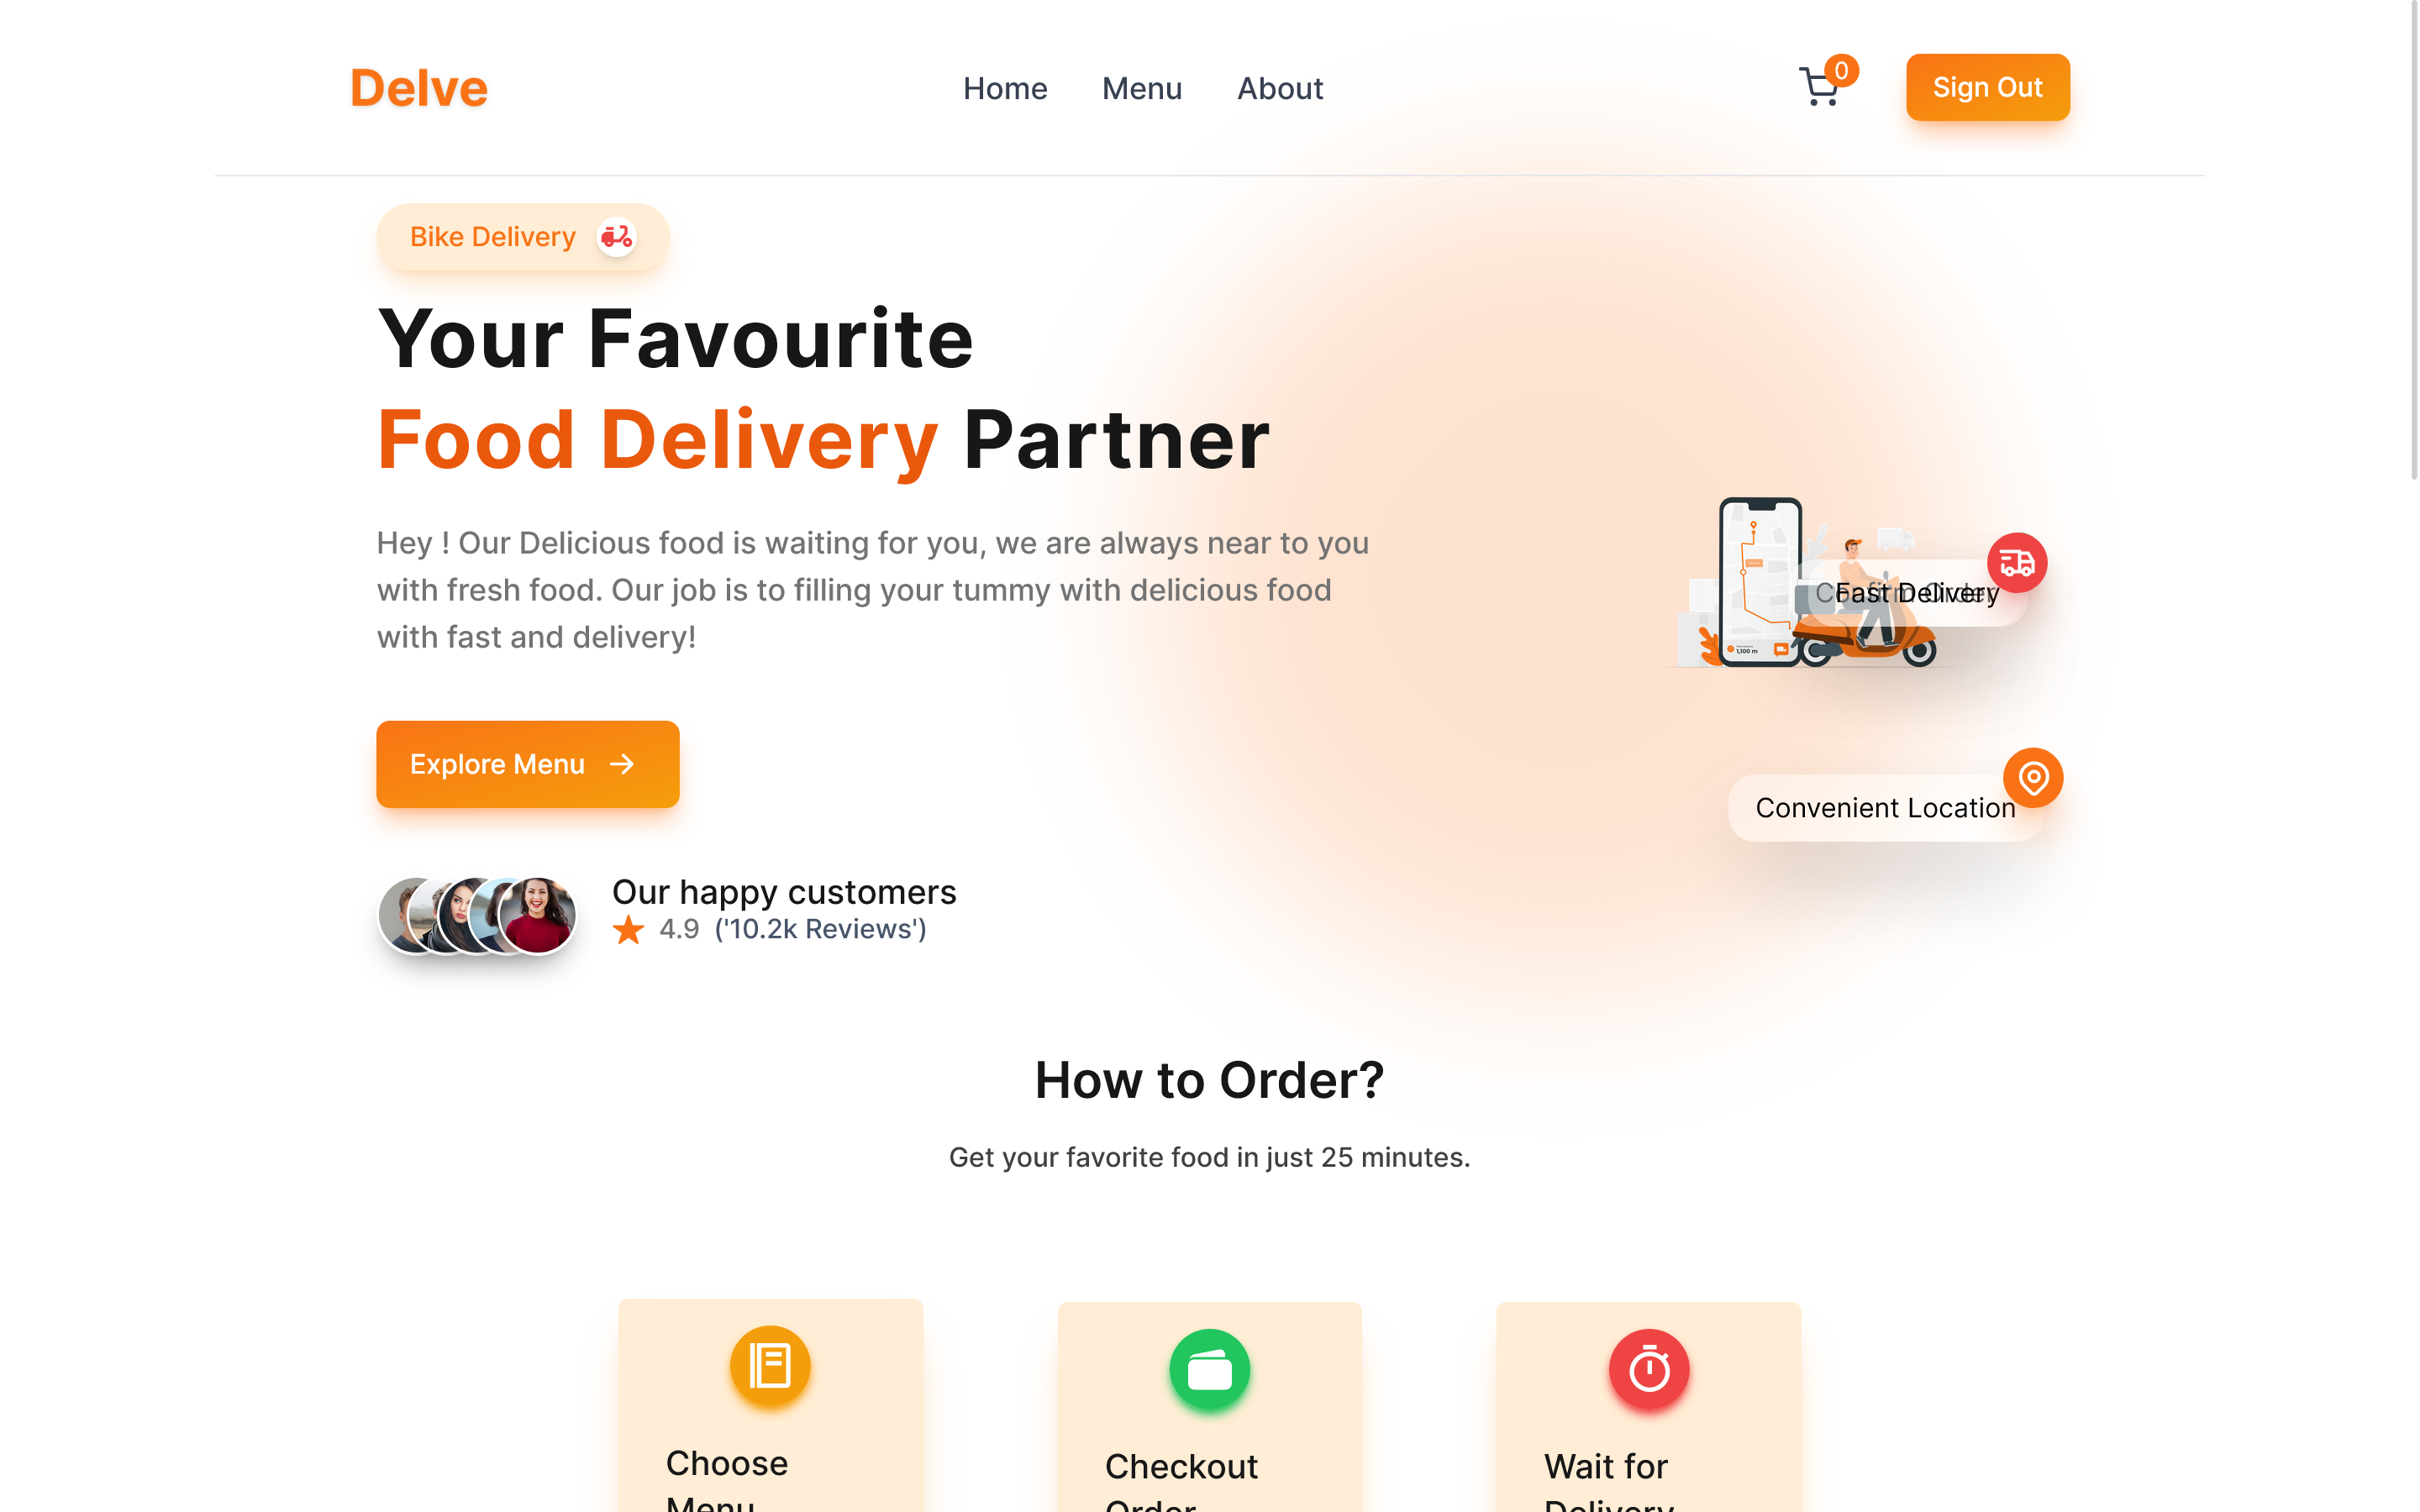 Delve
Home Menu About
0
Sign Out
Bike Delivery
Your Favourite
Food Delivery Partner
Hey ! Our Delicious food is waiting for you, we are always near to you
with fresh food. Our job is to filling your tummy with delicious food
with fast and delivery!
1,100 m
Confirm Order
Fast Delivery
Explore Menu
Convenient Location
Our happy customers
4.9 ('10.2k Reviews')
How to Order?
Get your favorite food in just 25 minutes.
Choose
Menu
Checkout
Order
Wait for
Delivery